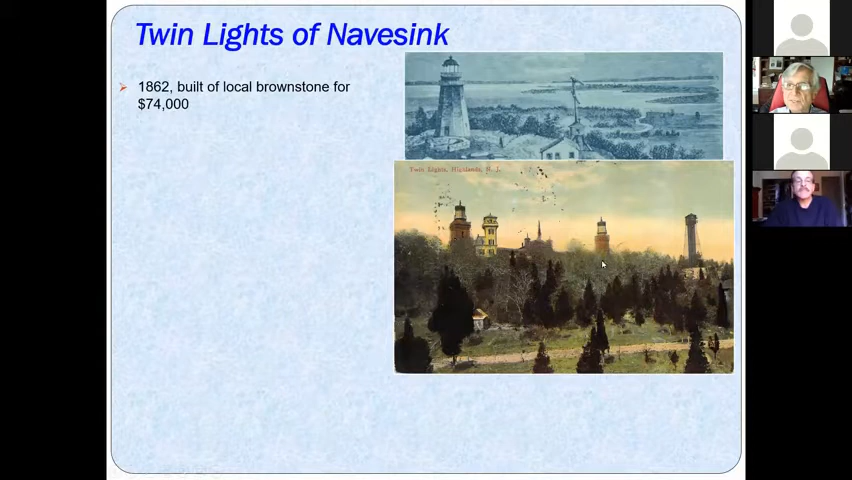 Twin Lights of Navesink
1862, built of local brownstone for
$74,000
Twin Lights, Highlands, N. J.